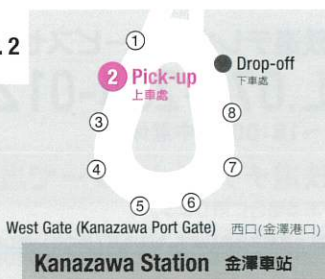 . 2
①
② Pick-up
上車處
Drop-off
下車處
③
⑧
④
⑦
⑤
⑥
West Gate (Kanazawa Port Gate) 西口(金澤港口)
Kanazawa Station 金澤車站